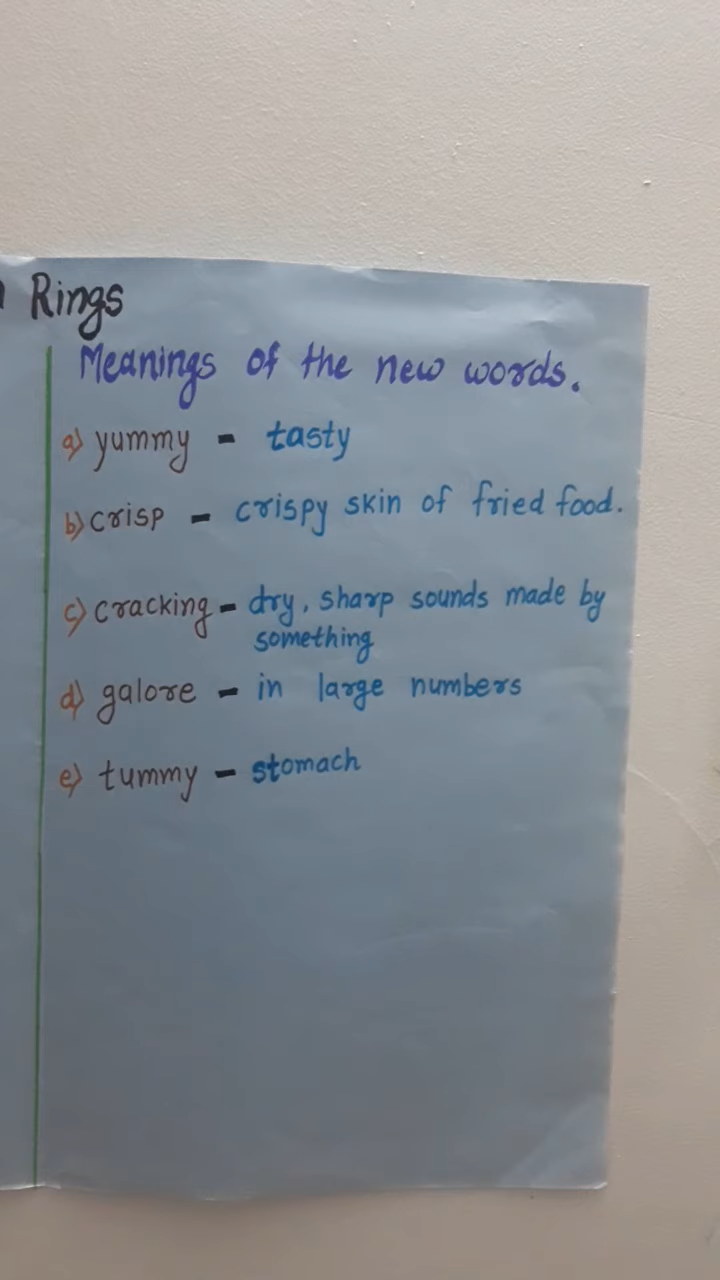 Rings
Meanings of the new words.
a) yummy - tasty
b) crisp - crispy skin of fried food.
c) cracking - dry, sharp sounds made by
something
d) galore - in large numbers
e) tummy - stomach